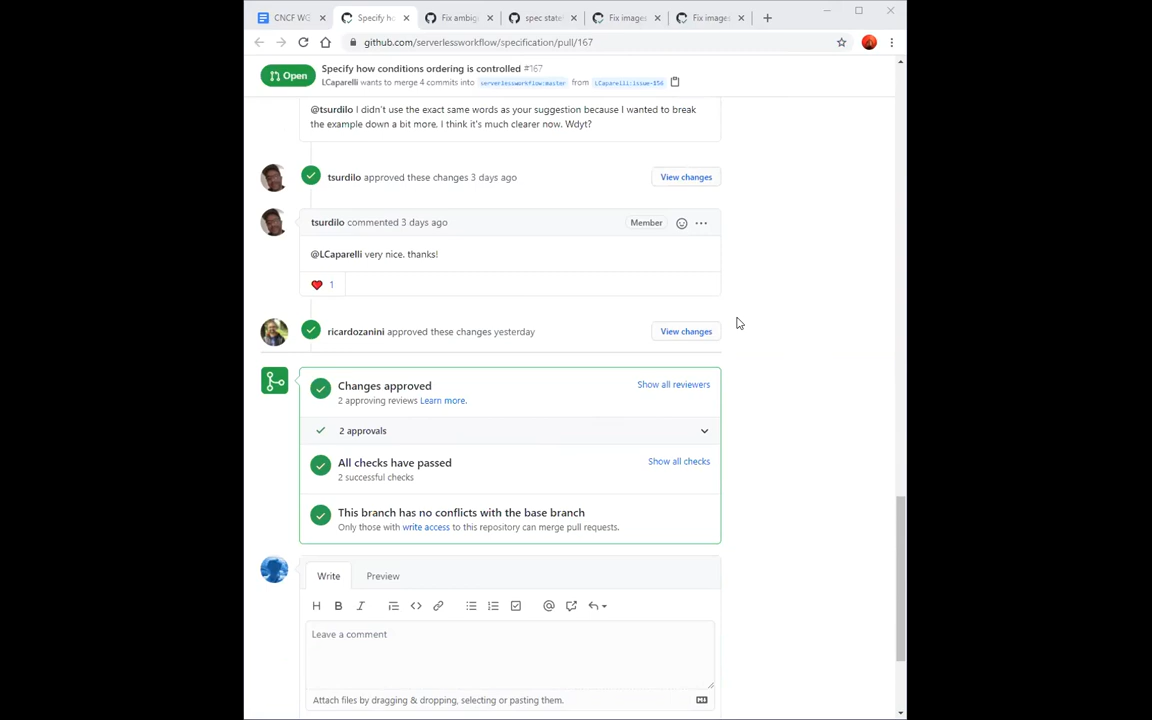 CNCF WG
Specify ho
Fix ambig
spec state
Fix images
Fix images
github.com/serverlessworkflow/specification/pull/167
Open
Specify how conditions ordering is controlled #167
LCaparelli wants to merge 4 commits into serverlessworkflow:master from LCaparelli:issue-156
@tsurdilo I didn't use the exact same words as your suggestion because I wanted to break
the example down a bit more. I think it's much clearer now. Wdyt?
tsurdilo approved these changes 3 days ago
View changes
tsurdilo commented 3 days ago
Member
@LCaparelli very nice. thanks!
1
ricardozanini approved these changes yesterday
View changes
Changes approved
Show all reviewers
2 approving reviews Learn more.
2 approvals
All checks have passed
Show all checks
2 successful checks
This branch has no conflicts with the base branch
Only those with write access to this repository can merge pull requests.
Write
Preview
H B I
Leave a comment
Attach files by dragging & dropping, selecting or pasting them.